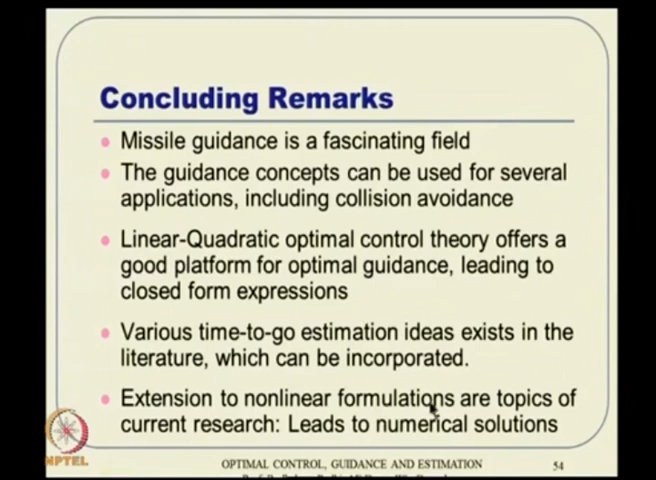 Concluding Remarks
Missile guidance is a fascinating field
The guidance concepts can be used for several
applications, including collision avoidance
Linear-Quadratic optimal control theory offers a
good platform for optimal guidance, leading to
closed form expressions
Various time-to-go estimation ideas exists in the
literature, which can be incorporated.
Extension to nonlinear formulations are topics of
current research: Leads to numerical solutions
NPTEL
OPTIMAL CONTROL, GUIDANCE AND ESTIMATION
54